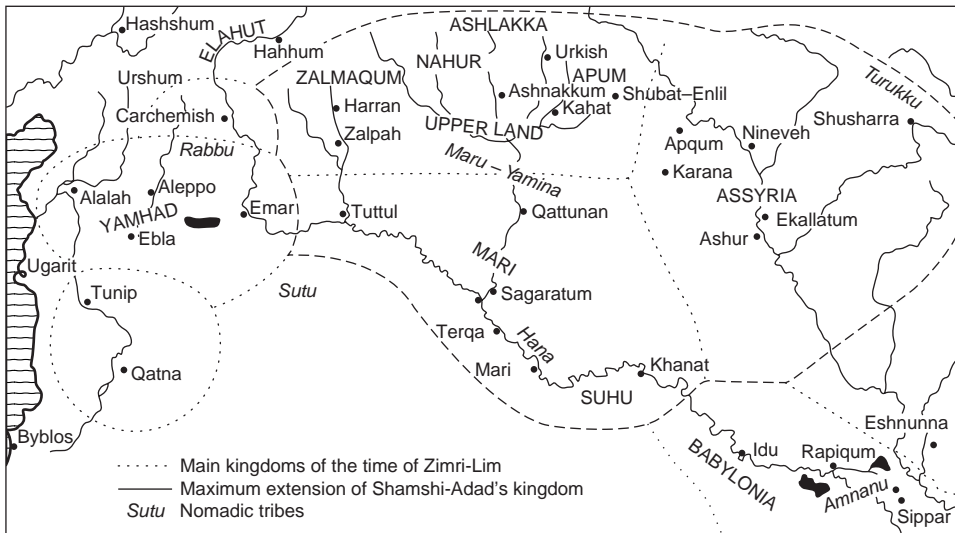 Hashshum
ELAHUT
Hahhum
ASHLAKKA
Urkish
NAHUR
APUM
Turukku
Urshum
ZALMAQUM
Ashnakkum
Shubat–Enlil
Harran
Kahat
Carchemish
Shusharra
UPPER LAND
Zalpah
Apqum
Nineveh
Rabbu
Maru – Yamina
Karana
Alalah
Aleppo
ASSYRIA
YAMHAD
Emar
Tuttul
Qattunan
Ekallatum
Ebla
Ashur
Ugarit
MARI
Tunip
Sutu
Sagaratum
Terqa
Hana
Qatna
Mari
Khanat
SUHU
Byblos
Eshnunna
BABYLONIA
Idu
Rapiqum
Amnanu
Sippar
Main kingdoms of the time of Zimri-Lim
Maximum extension of Shamshi-Adad's kingdom
Sutu Nomadic tribes